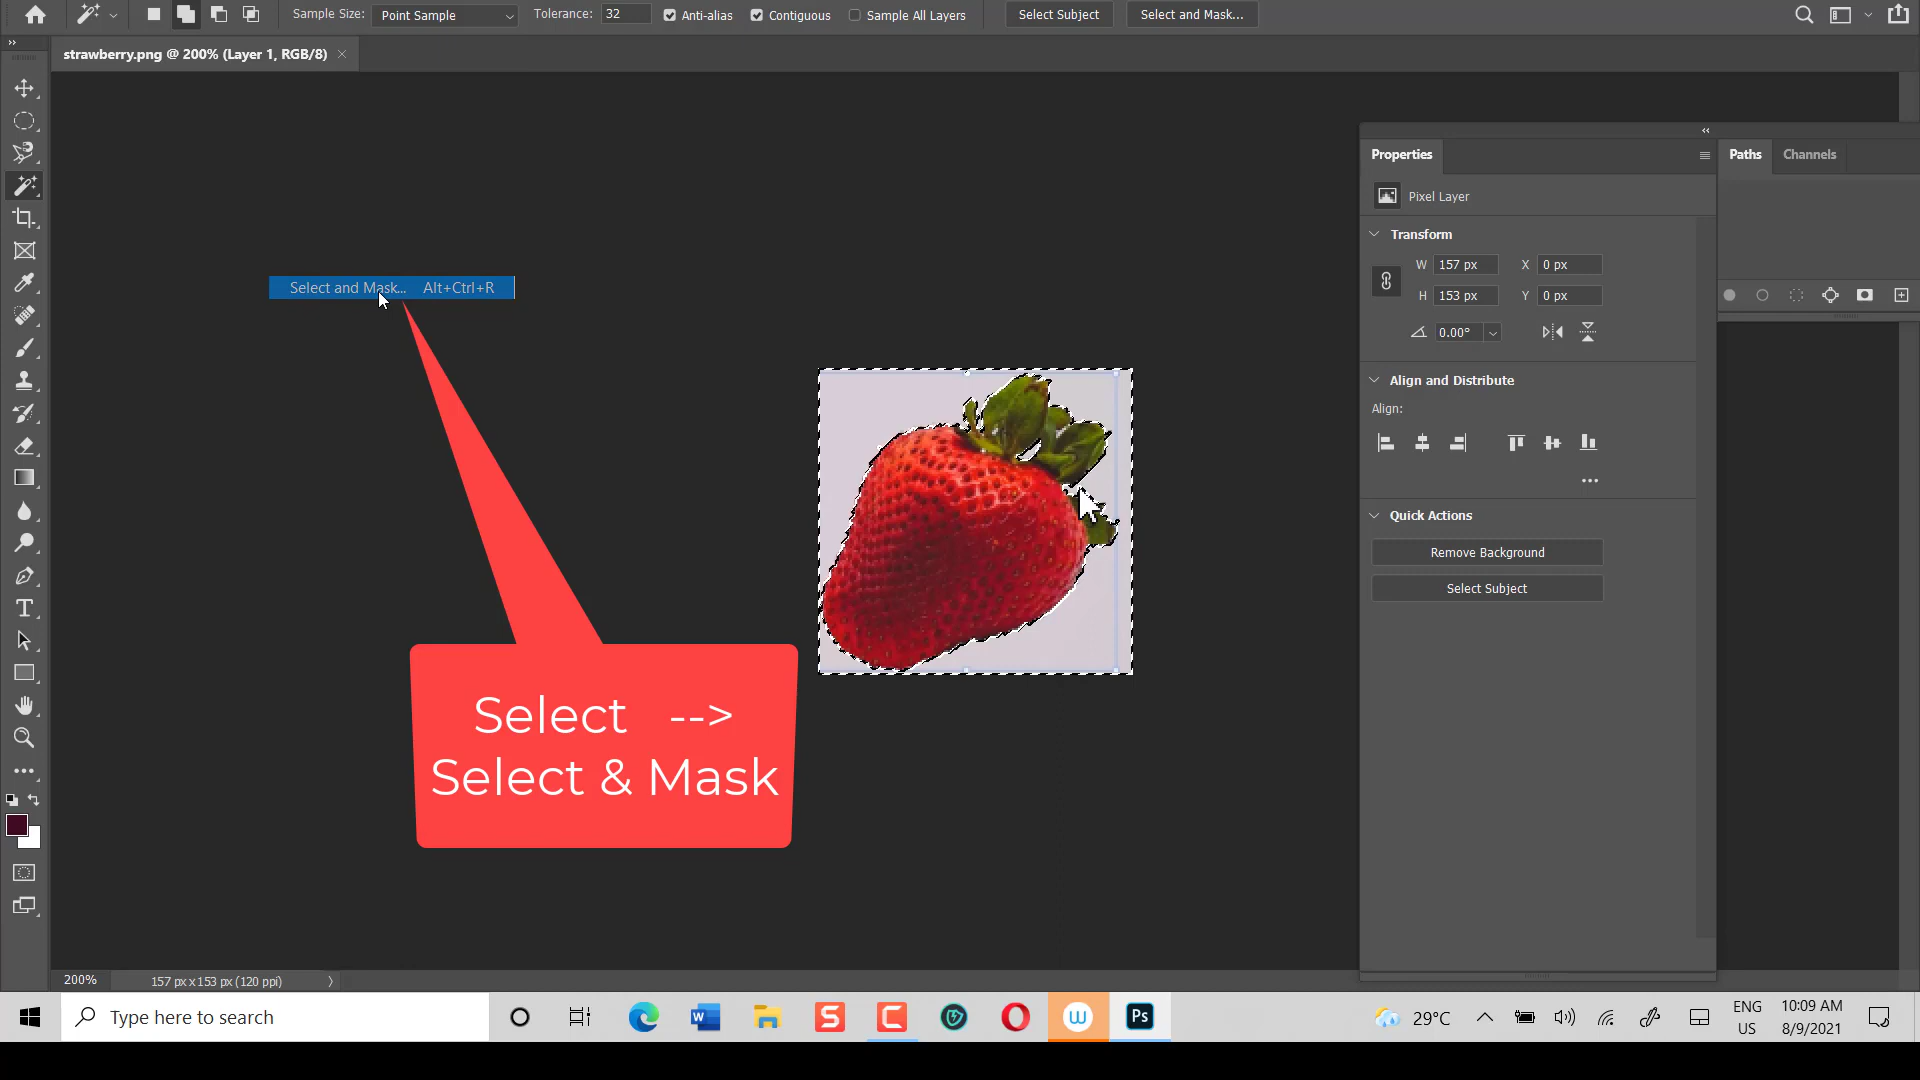 Sample Size: Point Sample Tolerance: 32 Anti-alias Contiguous Sample All Layers Select Subject Select and Mask...
strawberry.png @ 200% (Layer 1, RGB/8)
Properties
Paths Channels
Pixel Layer
Transform
W 157 px X 0 px
Select and Mask... Alt+Ctrl+R
H 153 px Y 0 px
0.00°
Align and Distribute
Align:
Quick Actions
Remove Background
Select Subject
Select -->
Select & Mask
200% 157 px x 153 px (120 ppi)
Type here to search
29°C
ENG
US
10:09 AM
8/9/2021